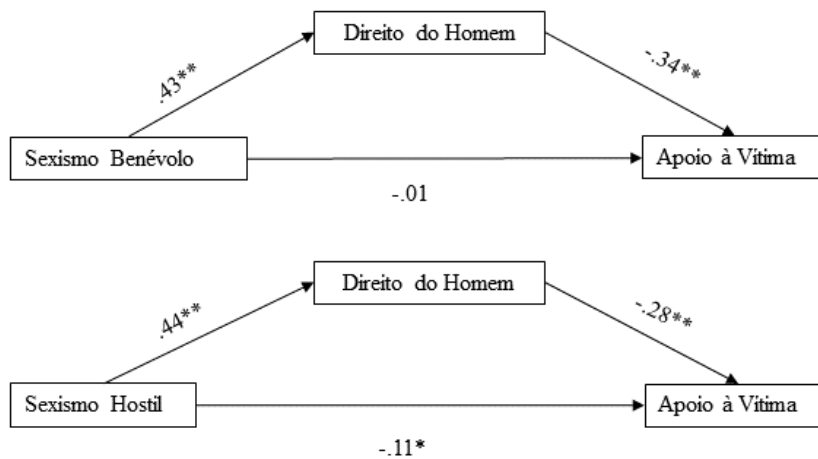 Direito do Homem
.43**
-.34**
Sexismo Benévolo
Apoio à Vítima
-.01
Direito do Homem
.44**
-.28**
Sexismo Hostil
Apoio à Vítima
-.11*